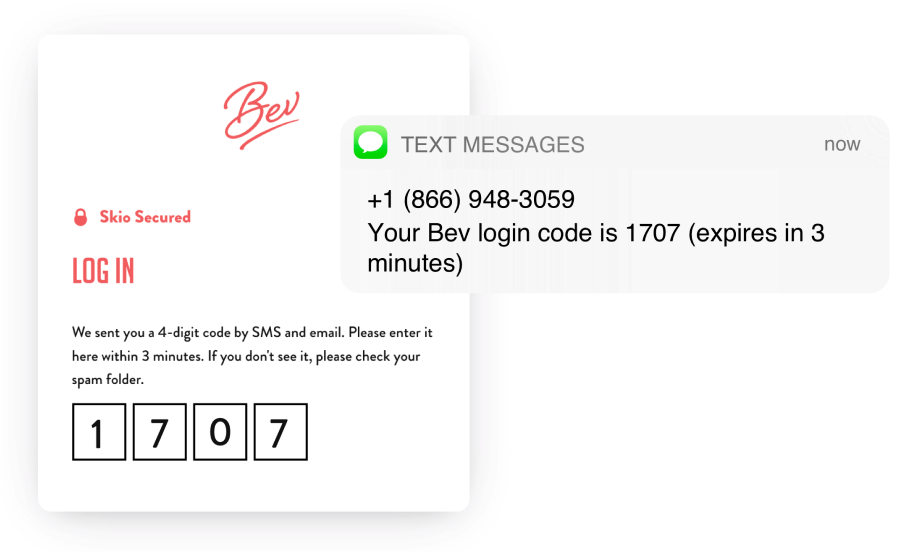 Bev
Skio Secured
LOG IN
We sent you a 4-digit code by SMS and email. Please enter it
here within 3 minutes. If you don't see it, please check your
spam folder.
1 7 0 7
TEXT MESSAGES now
+1 (866) 948-3059
Your Bev login code is 1707 (expires in 3
minutes)